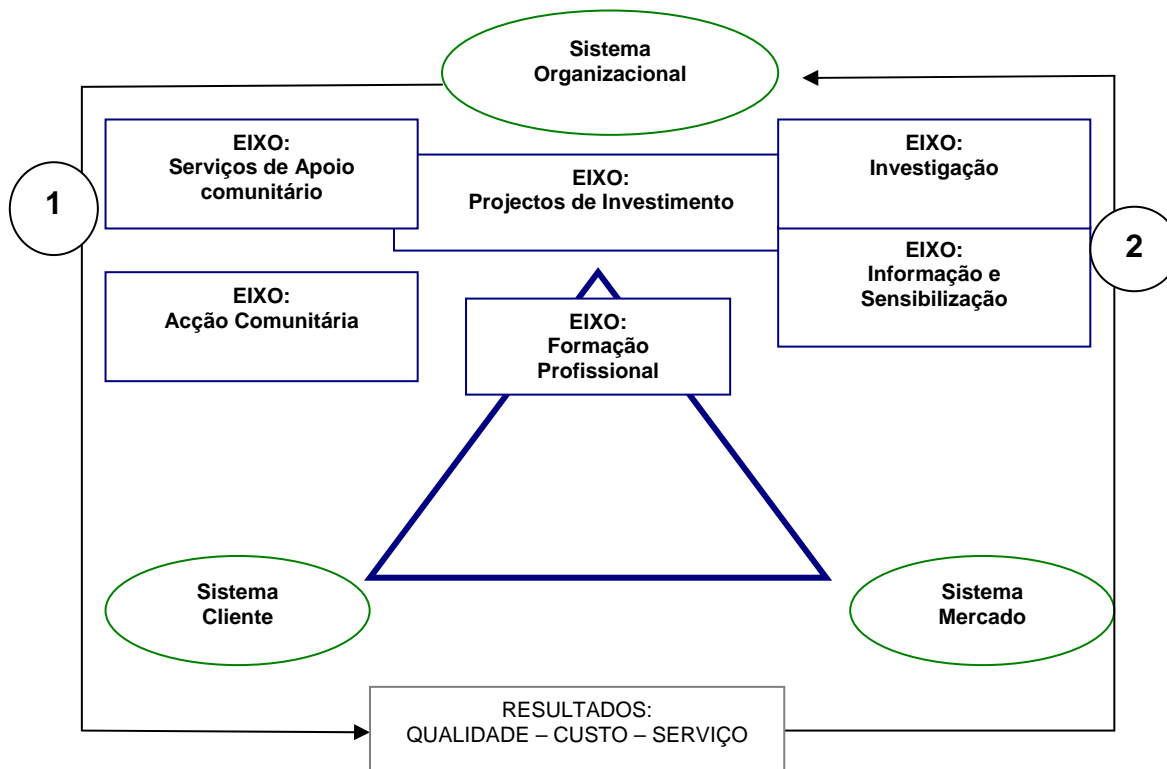 Sistema
Organizacional
EIXO:
Serviços de Apoio
comunitário
EIXO:
Projectos de Investimento
EIXO:
Investigação
1
2
EIXO:
Informação e
Sensibilização
EIXO:
Acção Comunitária
EIXO:
Formação
Profissional
Sistema
Cliente
Sistema
Mercado
RESULTADOS:
QUALIDADE – CUSTO – SERVIÇO